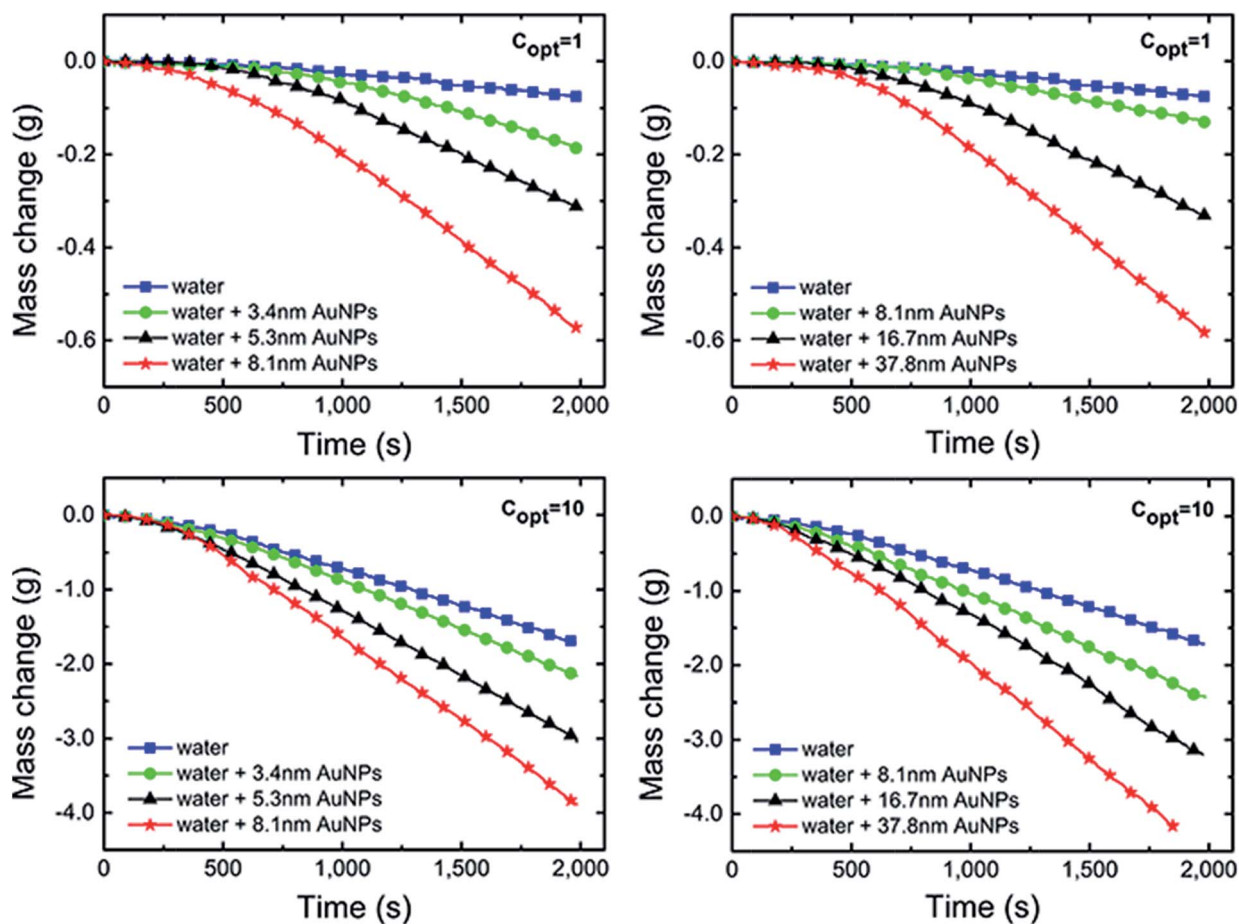 C_opt=1
0.0
-0.2
-0.4
-0.6
Mass change (g)
water
water + 3.4nm AuNPs
water + 5.3nm AuNPs
water + 8.1nm AuNPs
0 500 1,000 1,500 2,000
Time (s)
C_opt=1
0.0
-0.2
-0.4
-0.6
Mass change (g)
water
water + 8.1nm AuNPs
water + 16.7nm AuNPs
water + 37.8nm AuNPs
0 500 1,000 1,500 2,000
Time (s)
C_opt=10
0.0
-1.0
-2.0
-3.0
-4.0
Mass change (g)
water
water + 3.4nm AuNPs
water + 5.3nm AuNPs
water + 8.1nm AuNPs
0 500 1,000 1,500 2,000
Time (s)
C_opt=10
0.0
-1.0
-2.0
-3.0
-4.0
Mass change (g)
water
water + 8.1nm AuNPs
water + 16.7nm AuNPs
water + 37.8nm AuNPs
0 500 1,000 1,500 2,000
Time (s)